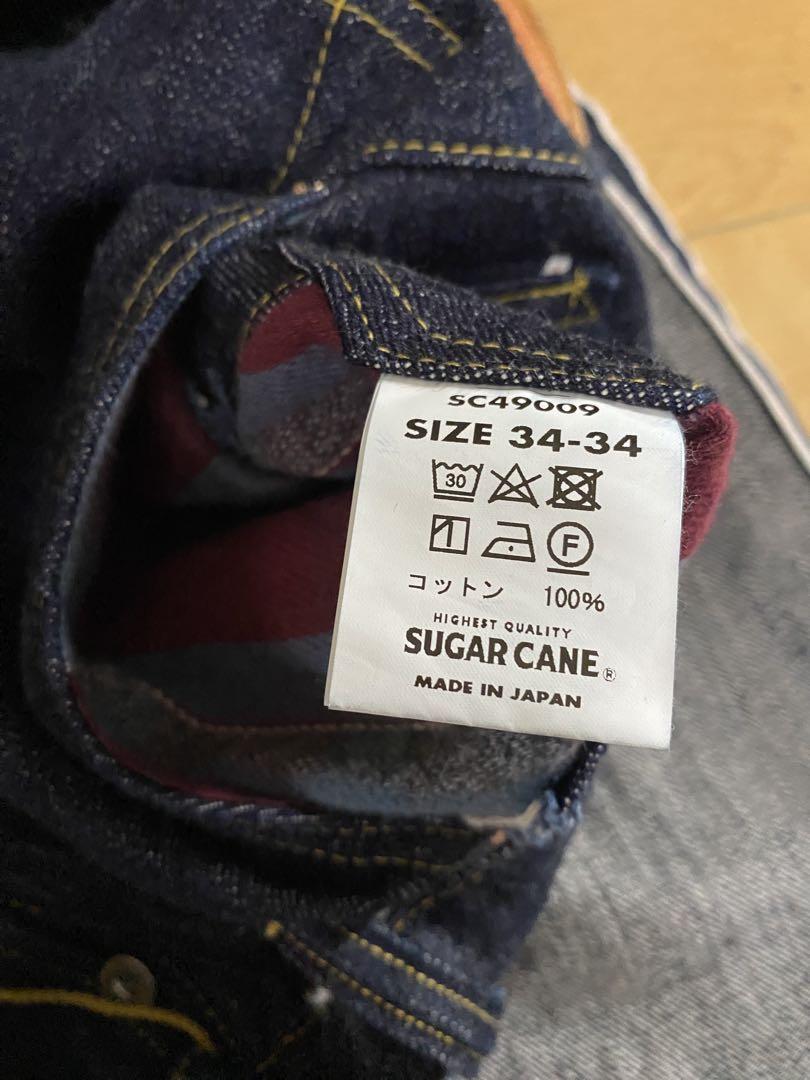 SC49009
SIZE 34-34
30
F
コットン 100%
HIGHEST QUALITY
SUGAR CANE®
MADE IN JAPAN